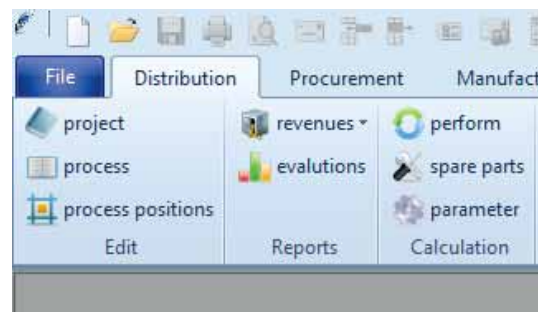 File Distribution Procurement Manufact
project revenues perform
process evalutions spare parts
process positions parameter
Edit Reports Calculation